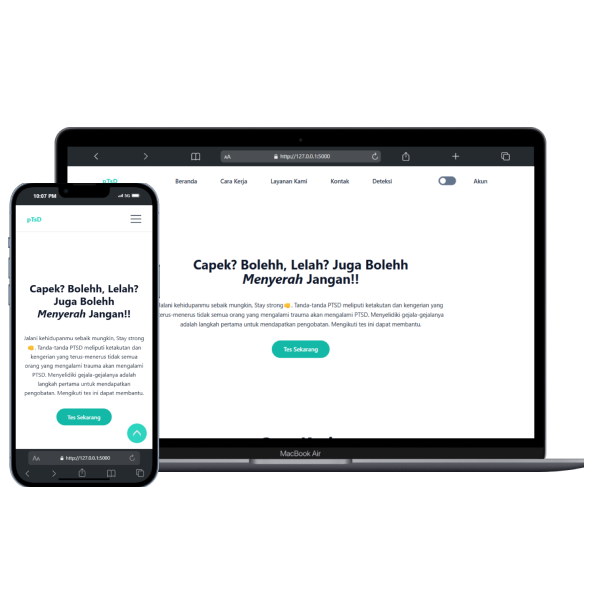 AA http://127.0.0.1:5000
pTsD Beranda Cara Kerja Layanan Kami Kontak Deteksi Akun
Capek? Bolehh, Lelah? Juga Bolehh
Menyerah Jangan!!
Jalani kehidupanmu sebaik mungkin, Stay strong👊. Tanda-tanda PTSD meliputi ketakutan dan kengerian yang
terus-menerus tidak semua orang yang mengalami trauma akan mengalami PTSD. Menyelidiki gejala-gejalanya
adalah langkah pertama untuk mendapatkan pengobatan. Mengikuti tes ini dapat membantu.
Tes Sekarang
MacBook Air
10:07 PM 5G
pTsD
Capek? Bolehh, Lelah?
Juga Bolehh
Menyerah Jangan!!
Jalani kehidupanmu sebaik mungkin, Stay strong
👊. Tanda-tanda PTSD meliputi ketakutan dan
kengerian yang terus-menerus tidak semua
orang yang mengalami trauma akan mengalami
PTSD. Menyelidiki gejala-gejalanya adalah
langkah pertama untuk mendapatkan
pengobatan. Mengikuti tes ini dapat membantu.
Tes Sekarang
AA http://127.0.0.1:5000